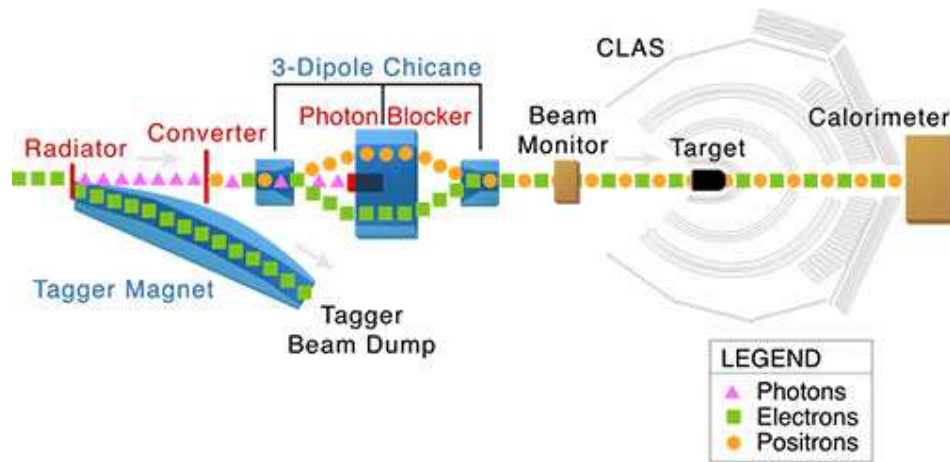 CLAS
3-Dipole Chicane
Photon Blocker
Beam
Monitor
Calorimeter
Converter
Radiator
Target
Tagger Magnet
Tagger
Beam Dump
LEGEND
Photons
Electrons
Positrons